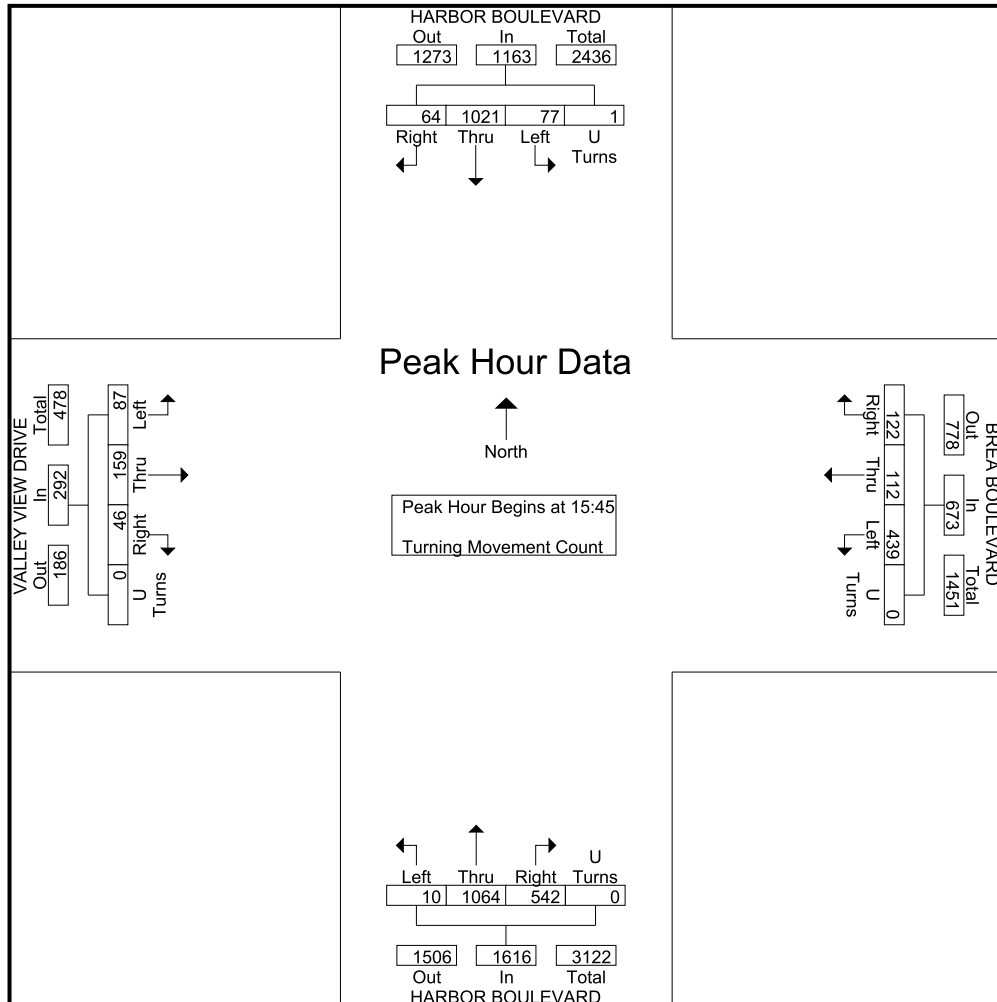 HARBOR BOULEVARD
Out In Total
1273 1163 2436
64 1021 77 1
Right Thru Left U
Turns
Peak Hour Data
North
Peak Hour Begins at 15:45
Turning Movement Count
VALLEY VIEW DRIVE
Out In Total
186 292 478
0 46 159 87
U Right Thru Left
Turns
BREA BOULEVARD
Out In Total
778 673 1451
122 112 439 0
Right Thru Left U
Turns
U
Left Thru Right Turns
10 1064 542 0
1506 1616 3122
Out In Total
HARBOR BOULEVARD